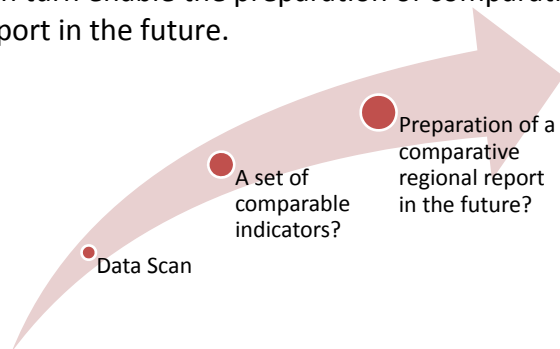 turn enable the preparation of
port in the future.
Preparation of a
comparative
regional report
in the future?
A set of
comparable
indicators?
Data Scan